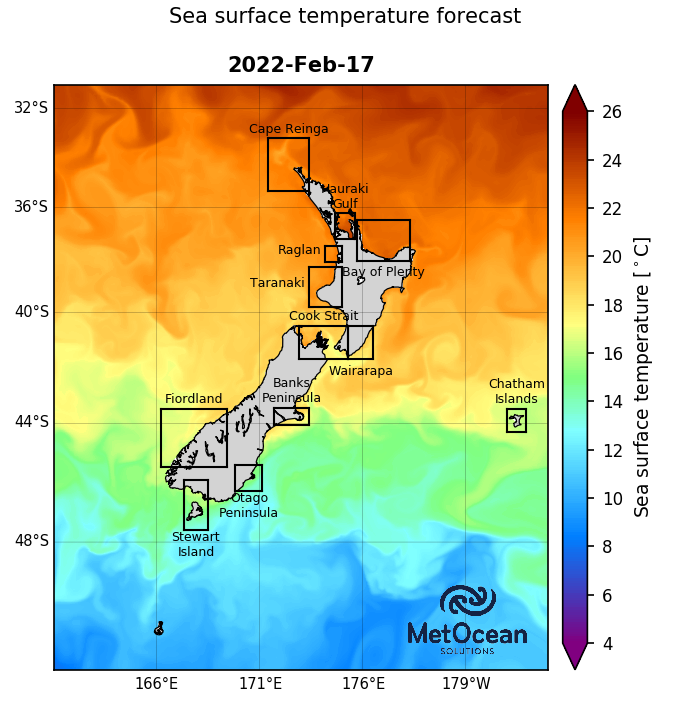 Sea surface temperature forecast
2022-Feb-17
32°S
36°S
40°S
44°S
48°S
166°E
171°E
176°E
179°W
Cape Reinga
Hauraki
Gulf
Raglan
Bay of Plenty
Taranaki
Cook Strait
Wairarapa
Banks
Peninsula
Fiordland
Chatham
Islands
Otago
Peninsula
Stewart
Island
MetOcean
SOLUTIONS
26
24
22
20
18
16
14
12
10
8
6
4
Sea surface temperature [°C]